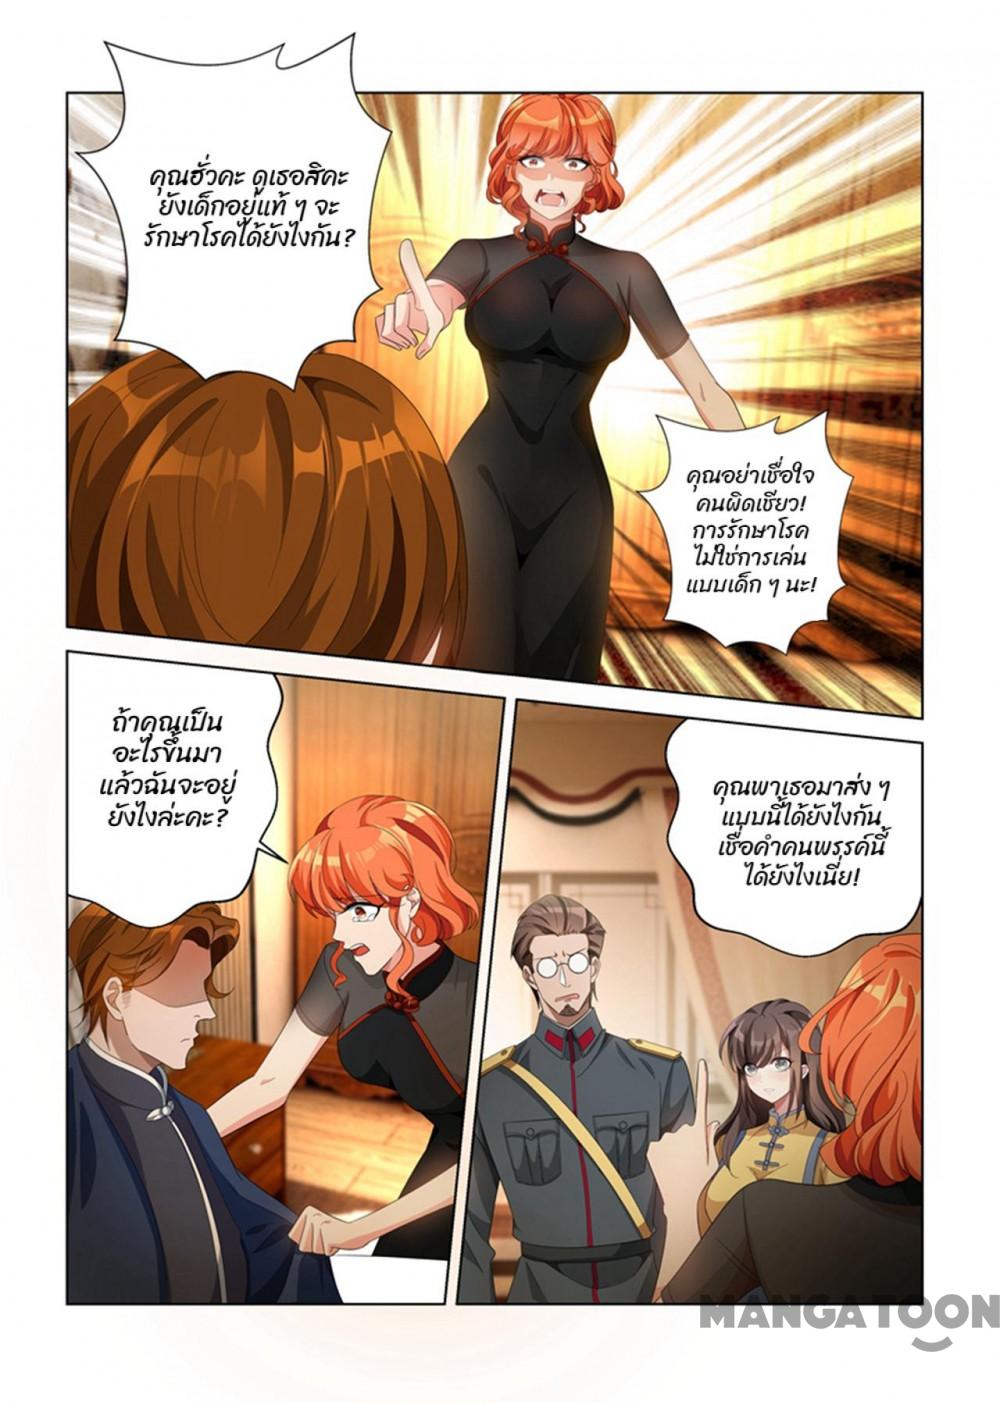 คุณฮั่วคะ ดูเธอสิคะ
ยังเด็กอยู่แท้ ๆ จะ
รักษาโรคได้ยังไงกัน?
คุณอย่าเชื่อใจ
คนผิดเชียว!
การรักษาโรค
ไม่ใช่การเล่น
แบบเด็ก ๆ นะ!
ถ้าคุณเป็น
อะไรขึ้นมา
แล้วฉันจะอยู่
ยังไงล่ะคะ?
คุณพาเธอมาส่ง ๆ
แบบนี้ได้ยังไงกัน
เชื่อคำคนพรรค์นี้
ได้ยังไงเนี่ย!
MANGATOON